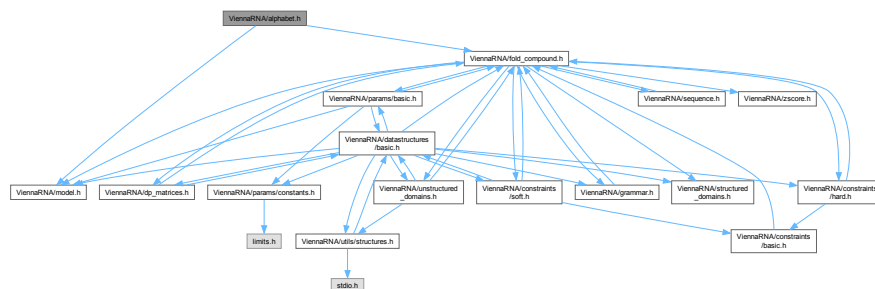 ViennaRNA/alphabet.h
ViennaRNA/fold_compound.h
ViennaRNA/params/basic.h
ViennaRNA/sequence.h
ViennaRNA/zscore.h
ViennaRNA/datastructures
/basic.h
ViennaRNA/model.h
ViennaRNA/dp_matrices.h
ViennaRNA/params/constants.h
ViennaRNA/unstructured
_domains.h
ViennaRNA/constraints
/soft.h
ViennaRNA/grammar.h
ViennaRNA/structured
_domains.h
ViennaRNA/constraints
/hard.h
limits.h
ViennaRNA/utils/structures.h
ViennaRNA/constraints
/basic.h
stdio.h